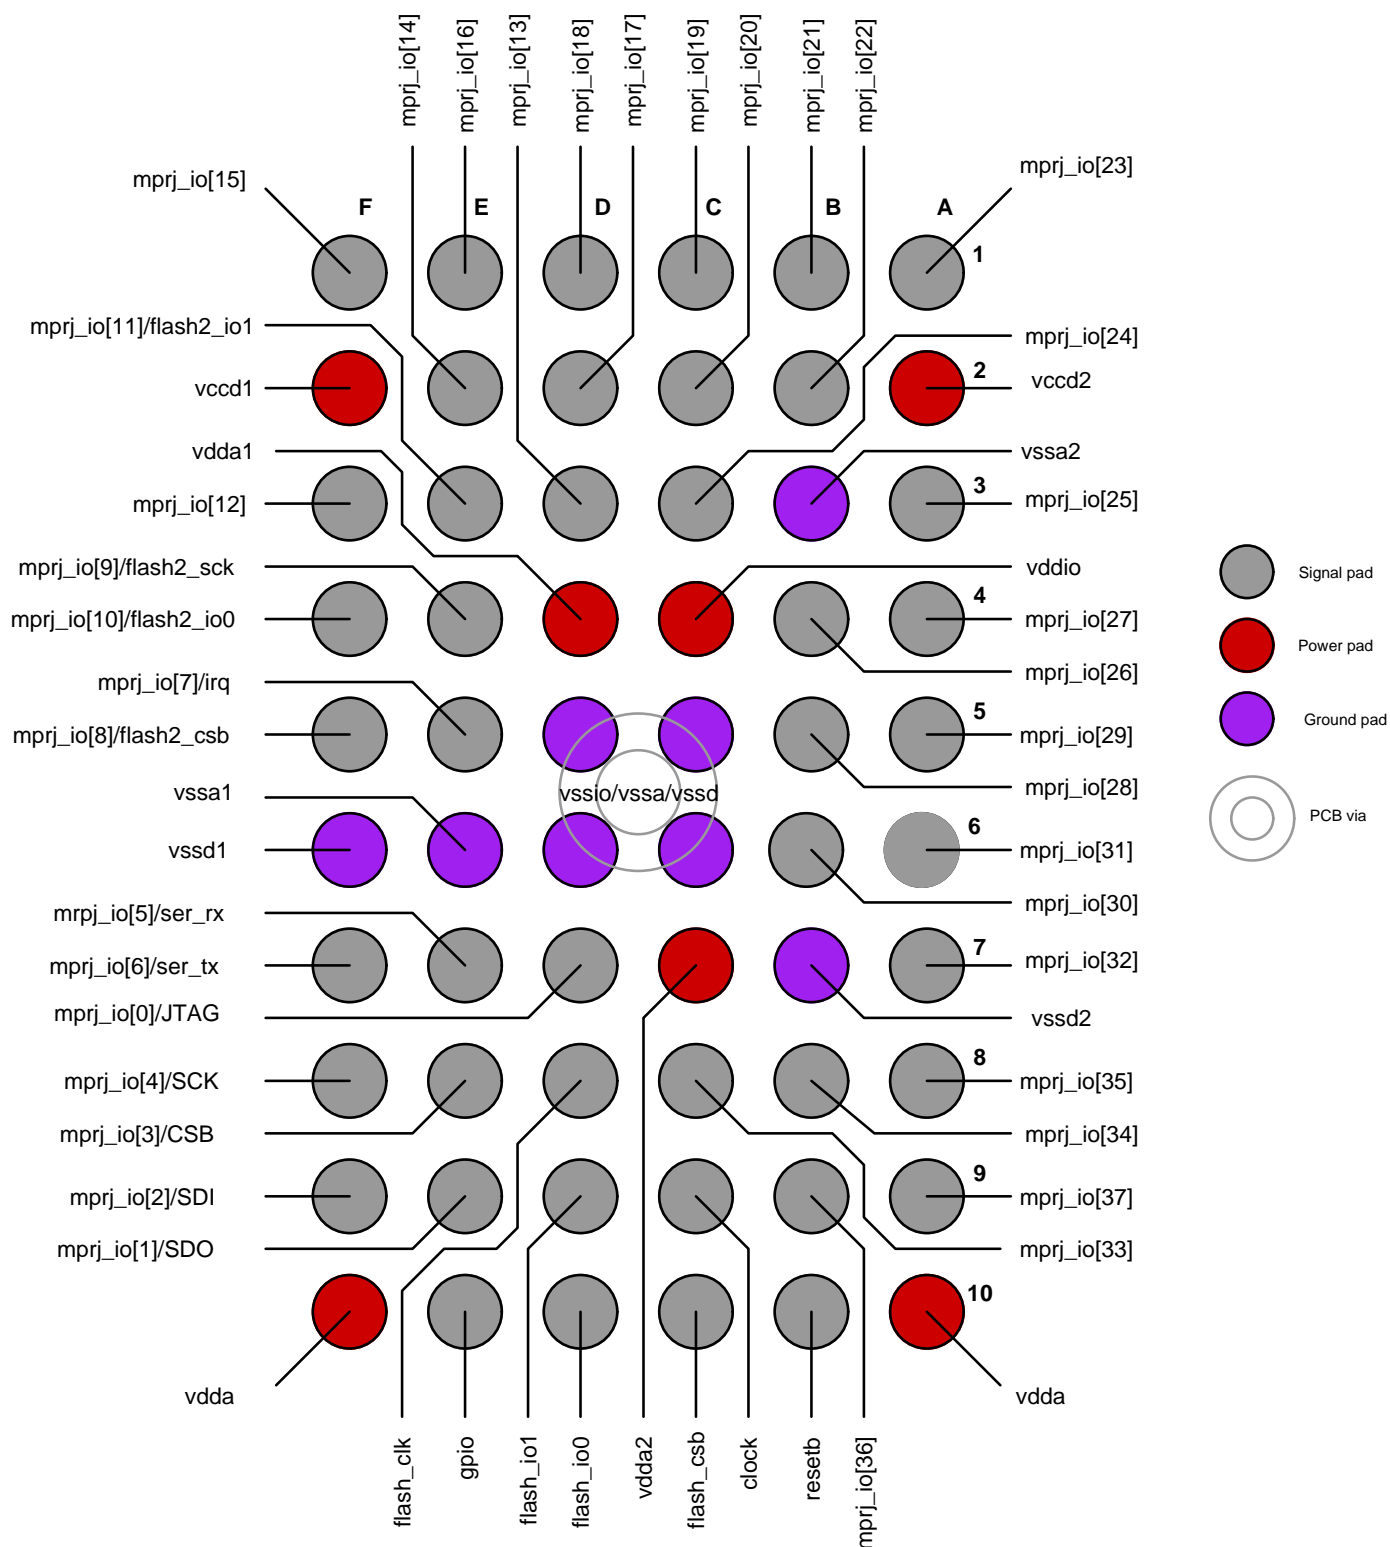 mprj_io[14]
mprj_io[16]
mprj_io[13]
mprj_io[18]
mprj_io[17]
mprj_io[19]
mprj_io[20]
mprj_io[21]
mprj_io[22]
mprj_io[15]
mprj_io[23]
F
E
D
C
B
A
1
mprj_io[11]/flash2_io1
mprj_io[24]
vccd1
2
vccd2
vdda1
vssa2
mprj_io[12]
3
mprj_io[25]
mprj_io[9]/flash2_sck
vddio
Signal pad
mprj_io[10]/flash2_io0
4
mprj_io[27]
Power pad
mprj_io[7]/irq
mprj_io[26]
Ground pad
mprj_io[8]/flash2_csb
5
mprj_io[29]
vssa1
vssio/vssa/vssd
mprj_io[28]
PCB via
vssd1
6
mprj_io[31]
mrpj_io[5]/ser_rx
mprj_io[30]
mprj_io[6]/ser_tx
7
mprj_io[32]
mprj_io[0]/JTAG
vssd2
mprj_io[4]/SCK
8
mprj_io[35]
mprj_io[3]/CSB
mprj_io[34]
mprj_io[2]/SDI
9
mprj_io[37]
mprj_io[1]/SDO
mprj_io[33]
10
vdda
vdda
flash_clk
gpio
flash_io1
flash_io0
vdda2
flash_csb
clock
resetb
mprj_io[36]